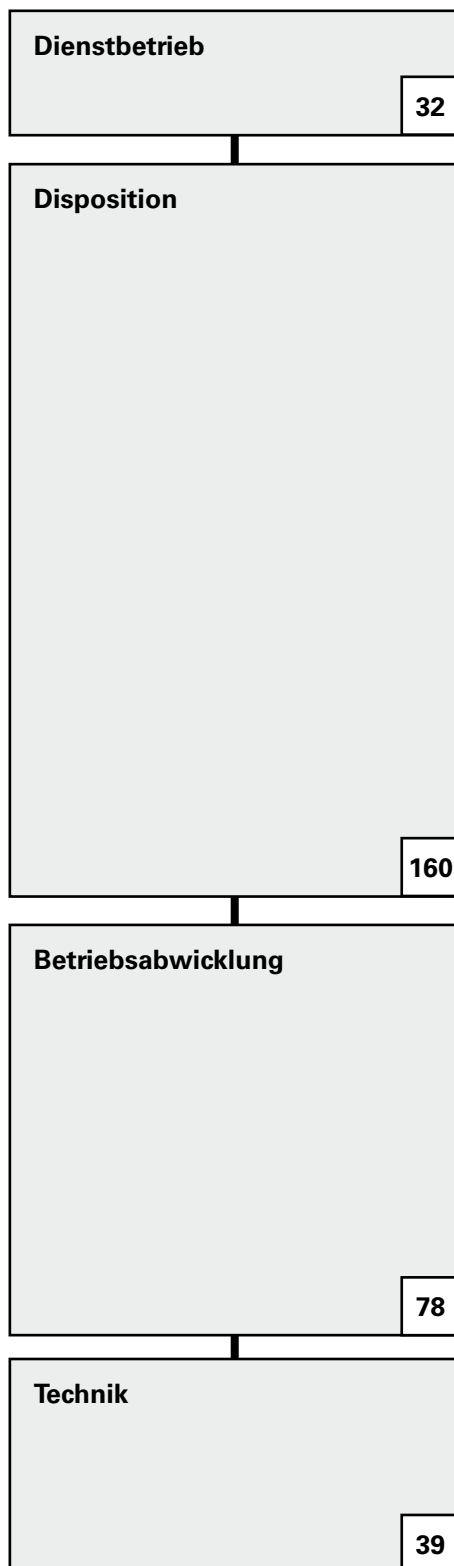 Dienstbetrieb
32
Disposition
160
Betriebsabwicklung
78
Technik
39